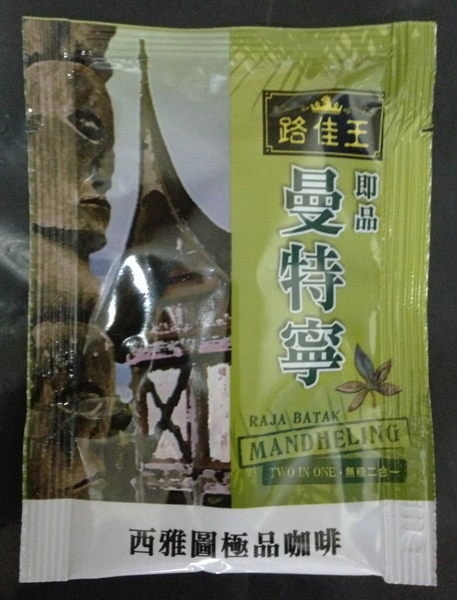 路佳王
即品
曼特寧
RAJA BATAK
MANDHELING
TWO IN ONE · 無糖二合一
西雅圖極品咖啡